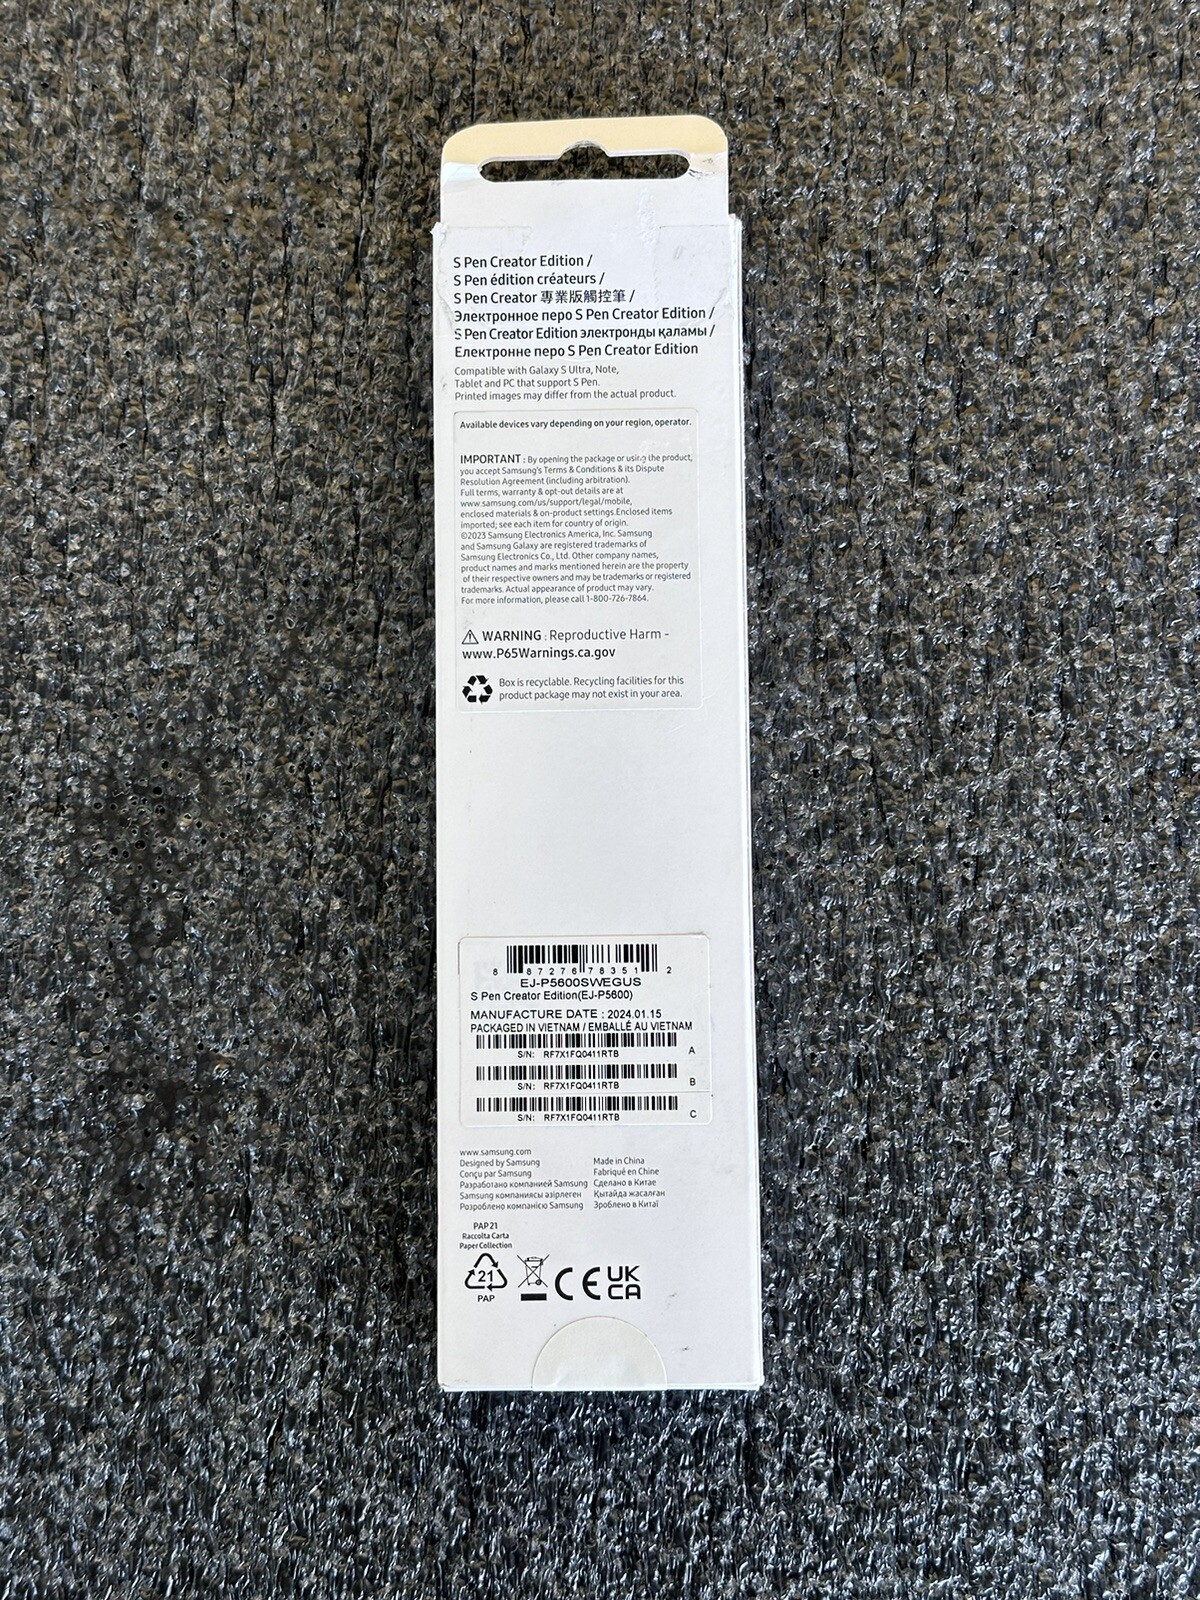 S Pen Creator Edition /
S Pen édition créateurs /
S Pen Creator 專業版觸控筆 /
Электронное перо S Pen Creator Edition /
S Pen Creator Edition электронды қаламы /
Електронне перо S Pen Creator Edition
Compatible with Galaxy S Ultra, Note,
Tablet and PC that support S Pen.
Printed images may differ from the actual product.
Available devices vary depending on your region, operator.
IMPORTANT : By opening the package or using the product,
you accept Samsung's Terms & Conditions & its Dispute
Resolution Agreement (including arbitration).
Full terms, warranty & opt-out details are at
www.samsung.com/us/support/legal/mobile,
enclosed materials & on-product settings.Enclosed items
imported; see each item for country of origin.
©2023 Samsung Electronics America, Inc. Samsung
and Samsung Galaxy are registered trademarks of
Samsung Electronics Co., Ltd. Other company names,
product names and marks mentioned herein are the property
of their respective owners and may be trademarks or registered
trademarks. Actual appearance of product may vary.
For more information, please call 1-800-726-7864.
WARNING : Reproductive Harm -
www.P65Warnings.ca.gov
Box is recyclable. Recycling facilities for this
product package may not exist in your area.
8 87276 78351 2
EJ-P5600SWEGUS
S Pen Creator Edition(EJ-P5600)
MANUFACTURE DATE : 2024.01.15
PACKAGED IN VIETNAM / EMBALLÉ AU VIETNAM
A
S/N: RF7X1FQ0411RTB
B
S/N: RF7X1FQ0411RTB
C
S/N: RF7X1FQ0411RTB
www.samsung.com
Designed by Samsung Made in China
Conçu par Samsung Fabriqué en Chine
Разработано компанией Samsung Сделано в Китае
Samsung компаниясы әзірлеген Қытайда жасалған
Розроблено компанією Samsung Зроблено в Китаї
PAP 21
Raccolta Carta
Paper Collection
21
PAP
CE
UK
CA